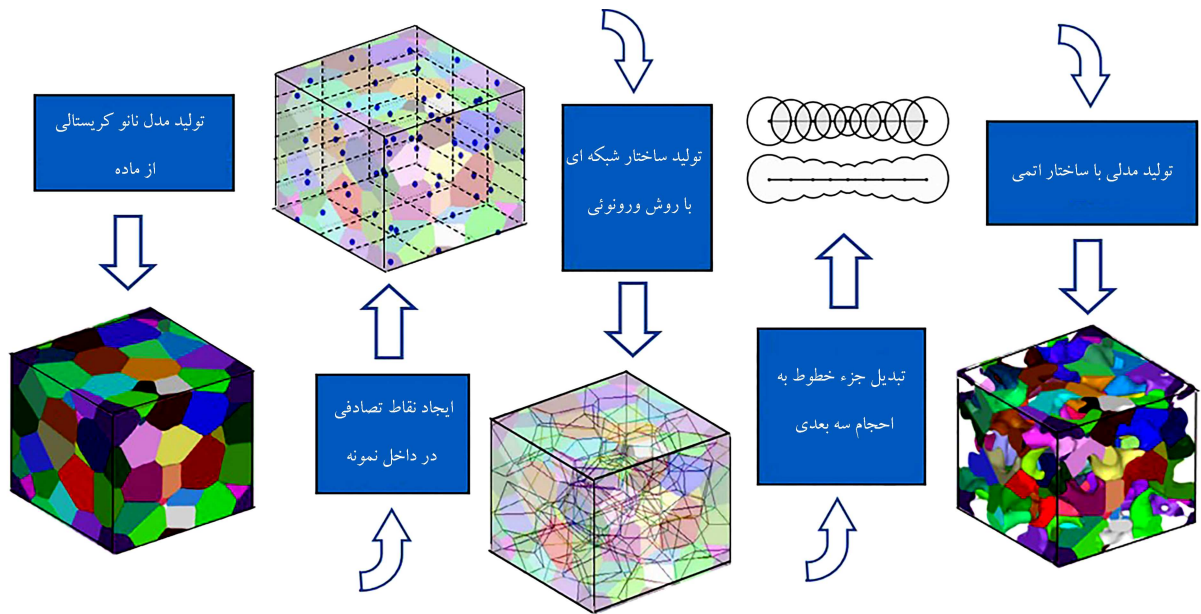 تولید مدل نانو کریستالی
از ماده
ایجاد نقاط تصادفی
در داخل نمونه
تولید ساختار شبکه ای
با روش ورونوئی
تبدیل جزء خطوط به
احجام سه بعدی
تولید مدلی با ساختار اتمی